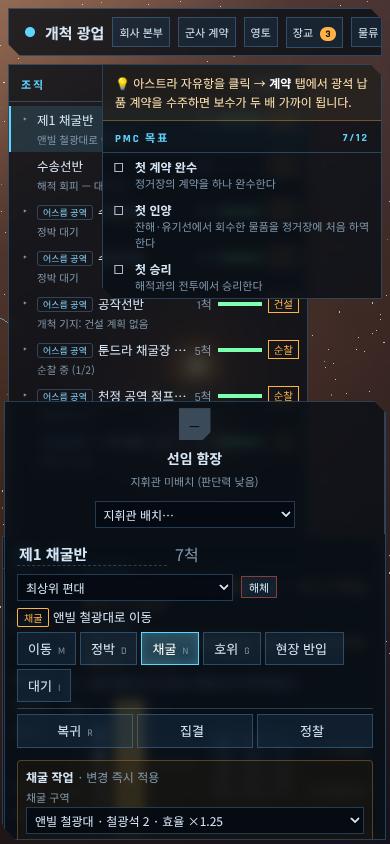 개척 광업
회사 본부
군사 계약
영토
장교 3
물류
조직
💡 아스트라 자유항을 클릭 → 계약 탭에서 광석 납
품 계약을 수주하면 보수가 두 배 가까이 됩니다.
PMC 목표 7/12
첫 계약 완수
정거장의 계약을 하나 완수한다
첫 인양
잔해·유기선에서 회수한 물품을 정거장에 처음 하역
한다
첫 승리
해적과의 전투에서 승리한다
제1 채굴반
앤빌 철광대로
수송선반
해적 회피 —
어스름 공역
정박 대기
어스름 공역
정박 대기
어스름 공역 공작선반 1척 건설
개척 기지: 건설 계획 없음
어스름 공역 툰드라 채굴장 … 5척 순찰
순찰 중 (1/2)
어스름 공역 천정 공역 점프… 5척 순찰
—
선임 함장
지휘관 미배치 (판단력 낮음)
지휘관 배치…
제1 채굴반 7척
최상위 편대
해체
채굴 앤빌 철광대로 이동
이동 M
정박 D
채굴 N
호위 G
현장 반입
대기 I
복귀 R
집결
정찰
채굴 작업 · 변경 즉시 적용
채굴 구역
앤빌 철광대 · 철광석 2 · 효율 ×1.25